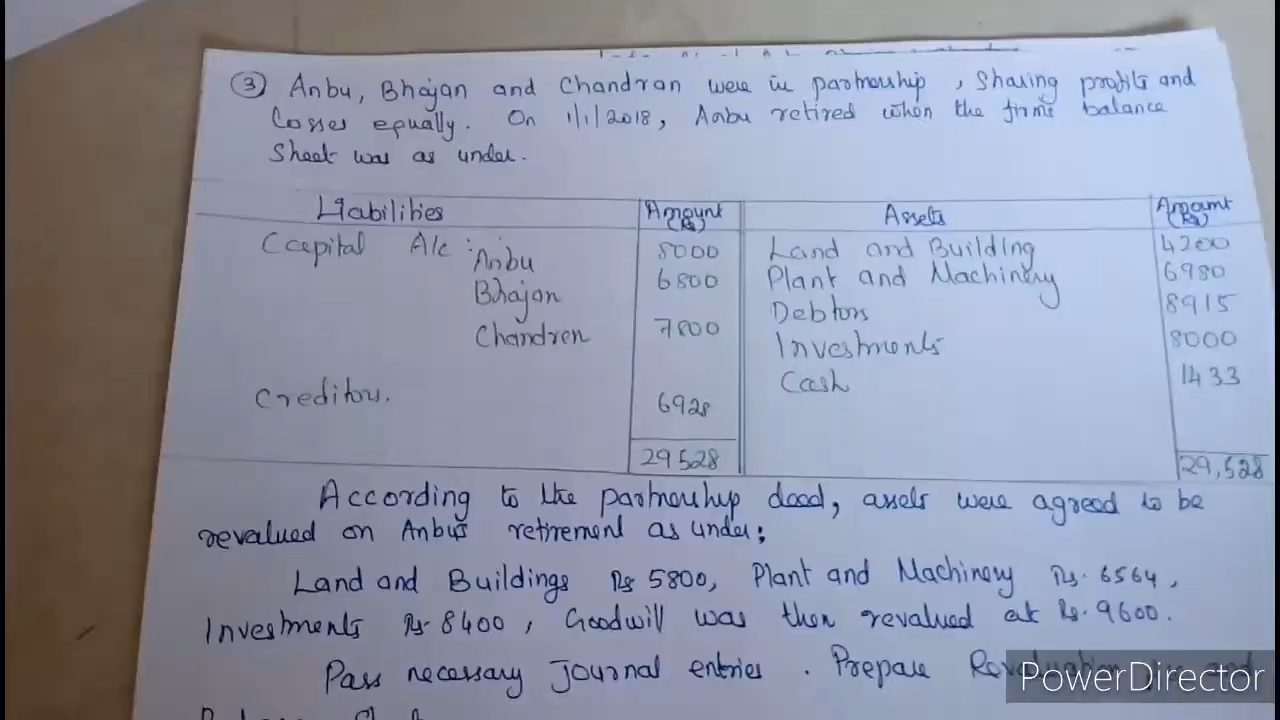 ③ Anbu, Bhajan and Chandran were in partnership, Sharing profits and
losses equally. On 1/1/2018, Anbu retired when the firms balance
Sheet was as under.
Liabilities Amount (Rs) Assets Amount (Rs)
Capital A/c : Anbu 8000 Land and Building 4200
Bhajan 6800 Plant and Machinery 6980
Chandren 7800 Debtors 8915
Investments 8000
Creditors. 6928 Cash 1433
29528 29,528
According to the partnership deed, assets were agreed to be
revalued on Anbu's retirement as under;
Land and Buildings Rs 5800, Plant and Machinery Rs. 6564,
Investments Rs. 8400, Goodwill was then revalued at Rs. 9600.
Pass necessary Journal entries. Prepare and
PowerDirector